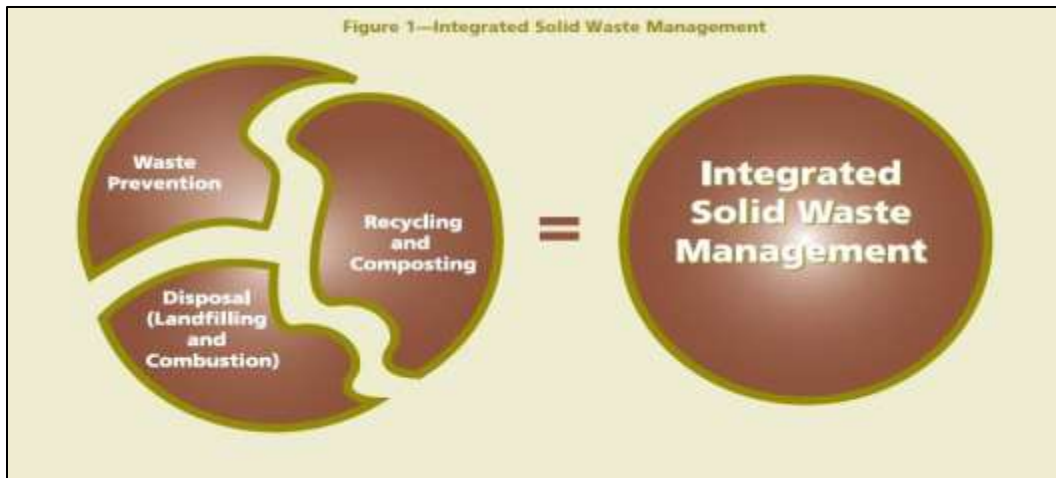 Figure 1—Integrated Solid Waste Management
Waste
Prevention
Recycling
and
Composting
Disposal
(Landfilling
and
Combustion)
=
Integrated
Solid Waste
Management